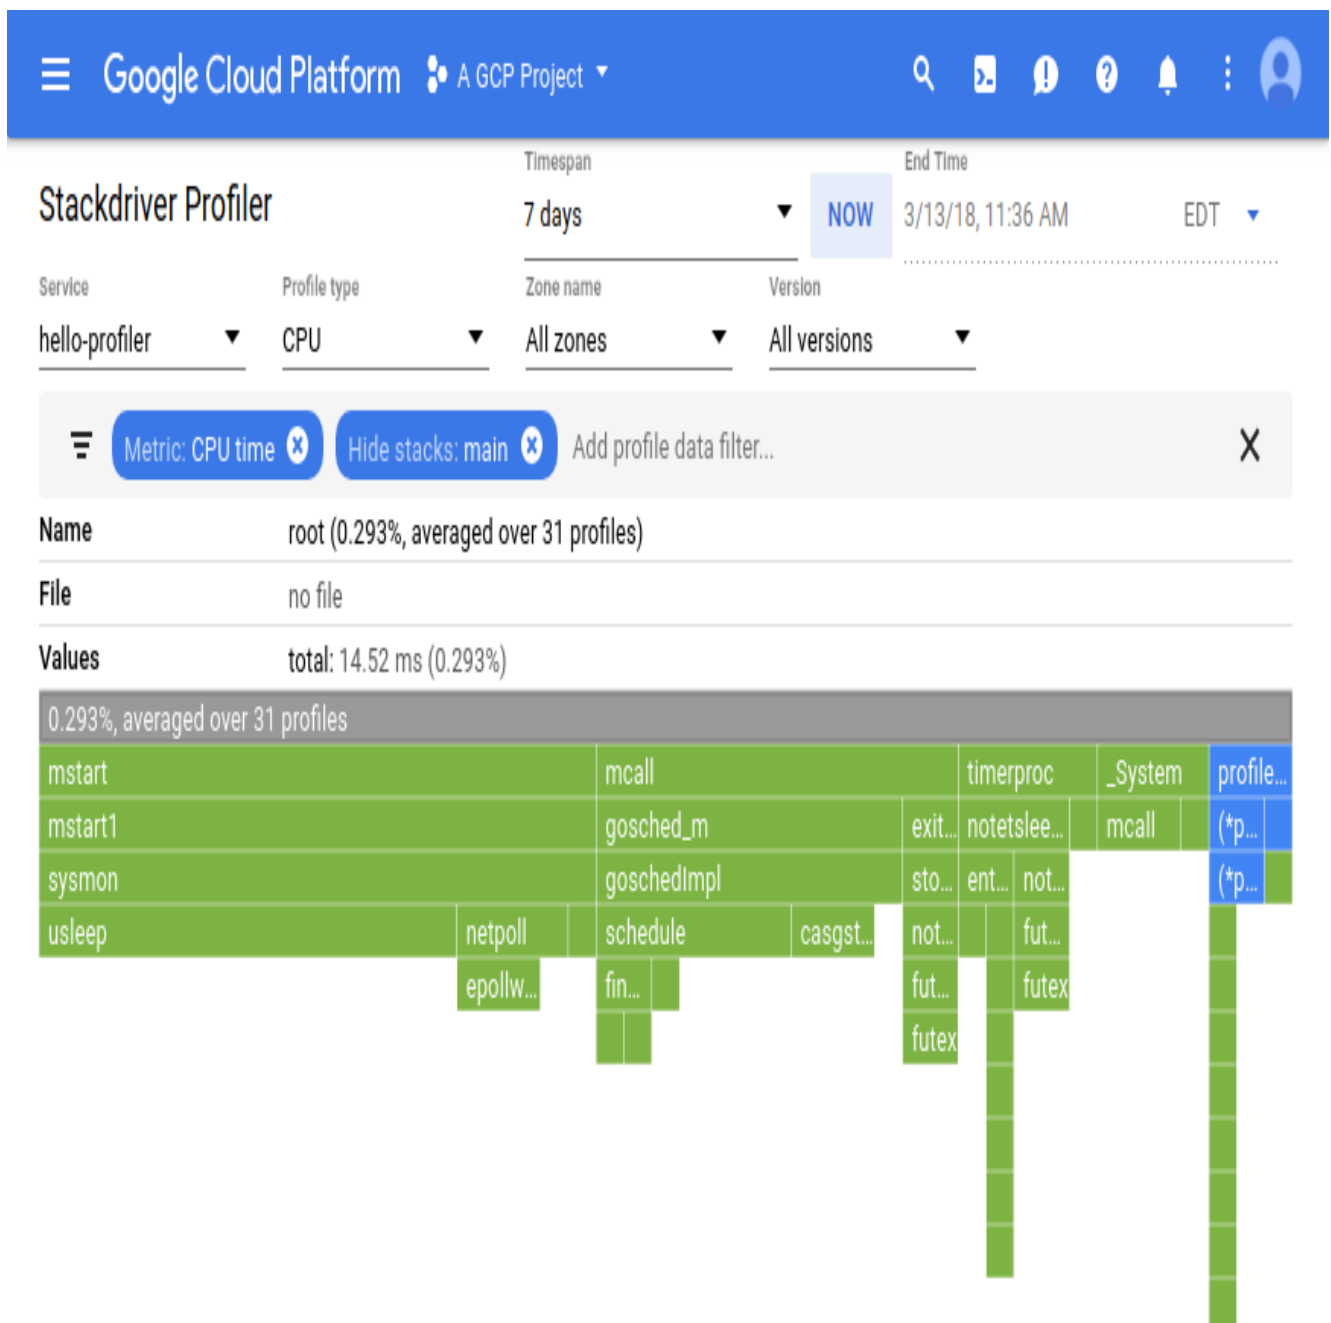 Google Cloud Platform A GCP Project
Timespan End Time
Stackdriver Profiler 7 days NOW 3/13/18, 11:36 AM EDT
Service Profile type Zone name Version
hello-profiler CPU All zones All versions
Metric: CPU time Hide stacks: main Add profile data filter...
Name root (0.293%, averaged over 31 profiles)
File no file
Values total: 14.52 ms (0.293%)
0.293%, averaged over 31 profiles
mstart mcall timerproc _System profile...
mstart1 gosched_m exit... notetslee... mcall (*p...
sysmon goschedImpl sto... ent... not... (*p...
usleep netpoll schedule casgst... not... fut...
epollw... fin... fut... futex
futex